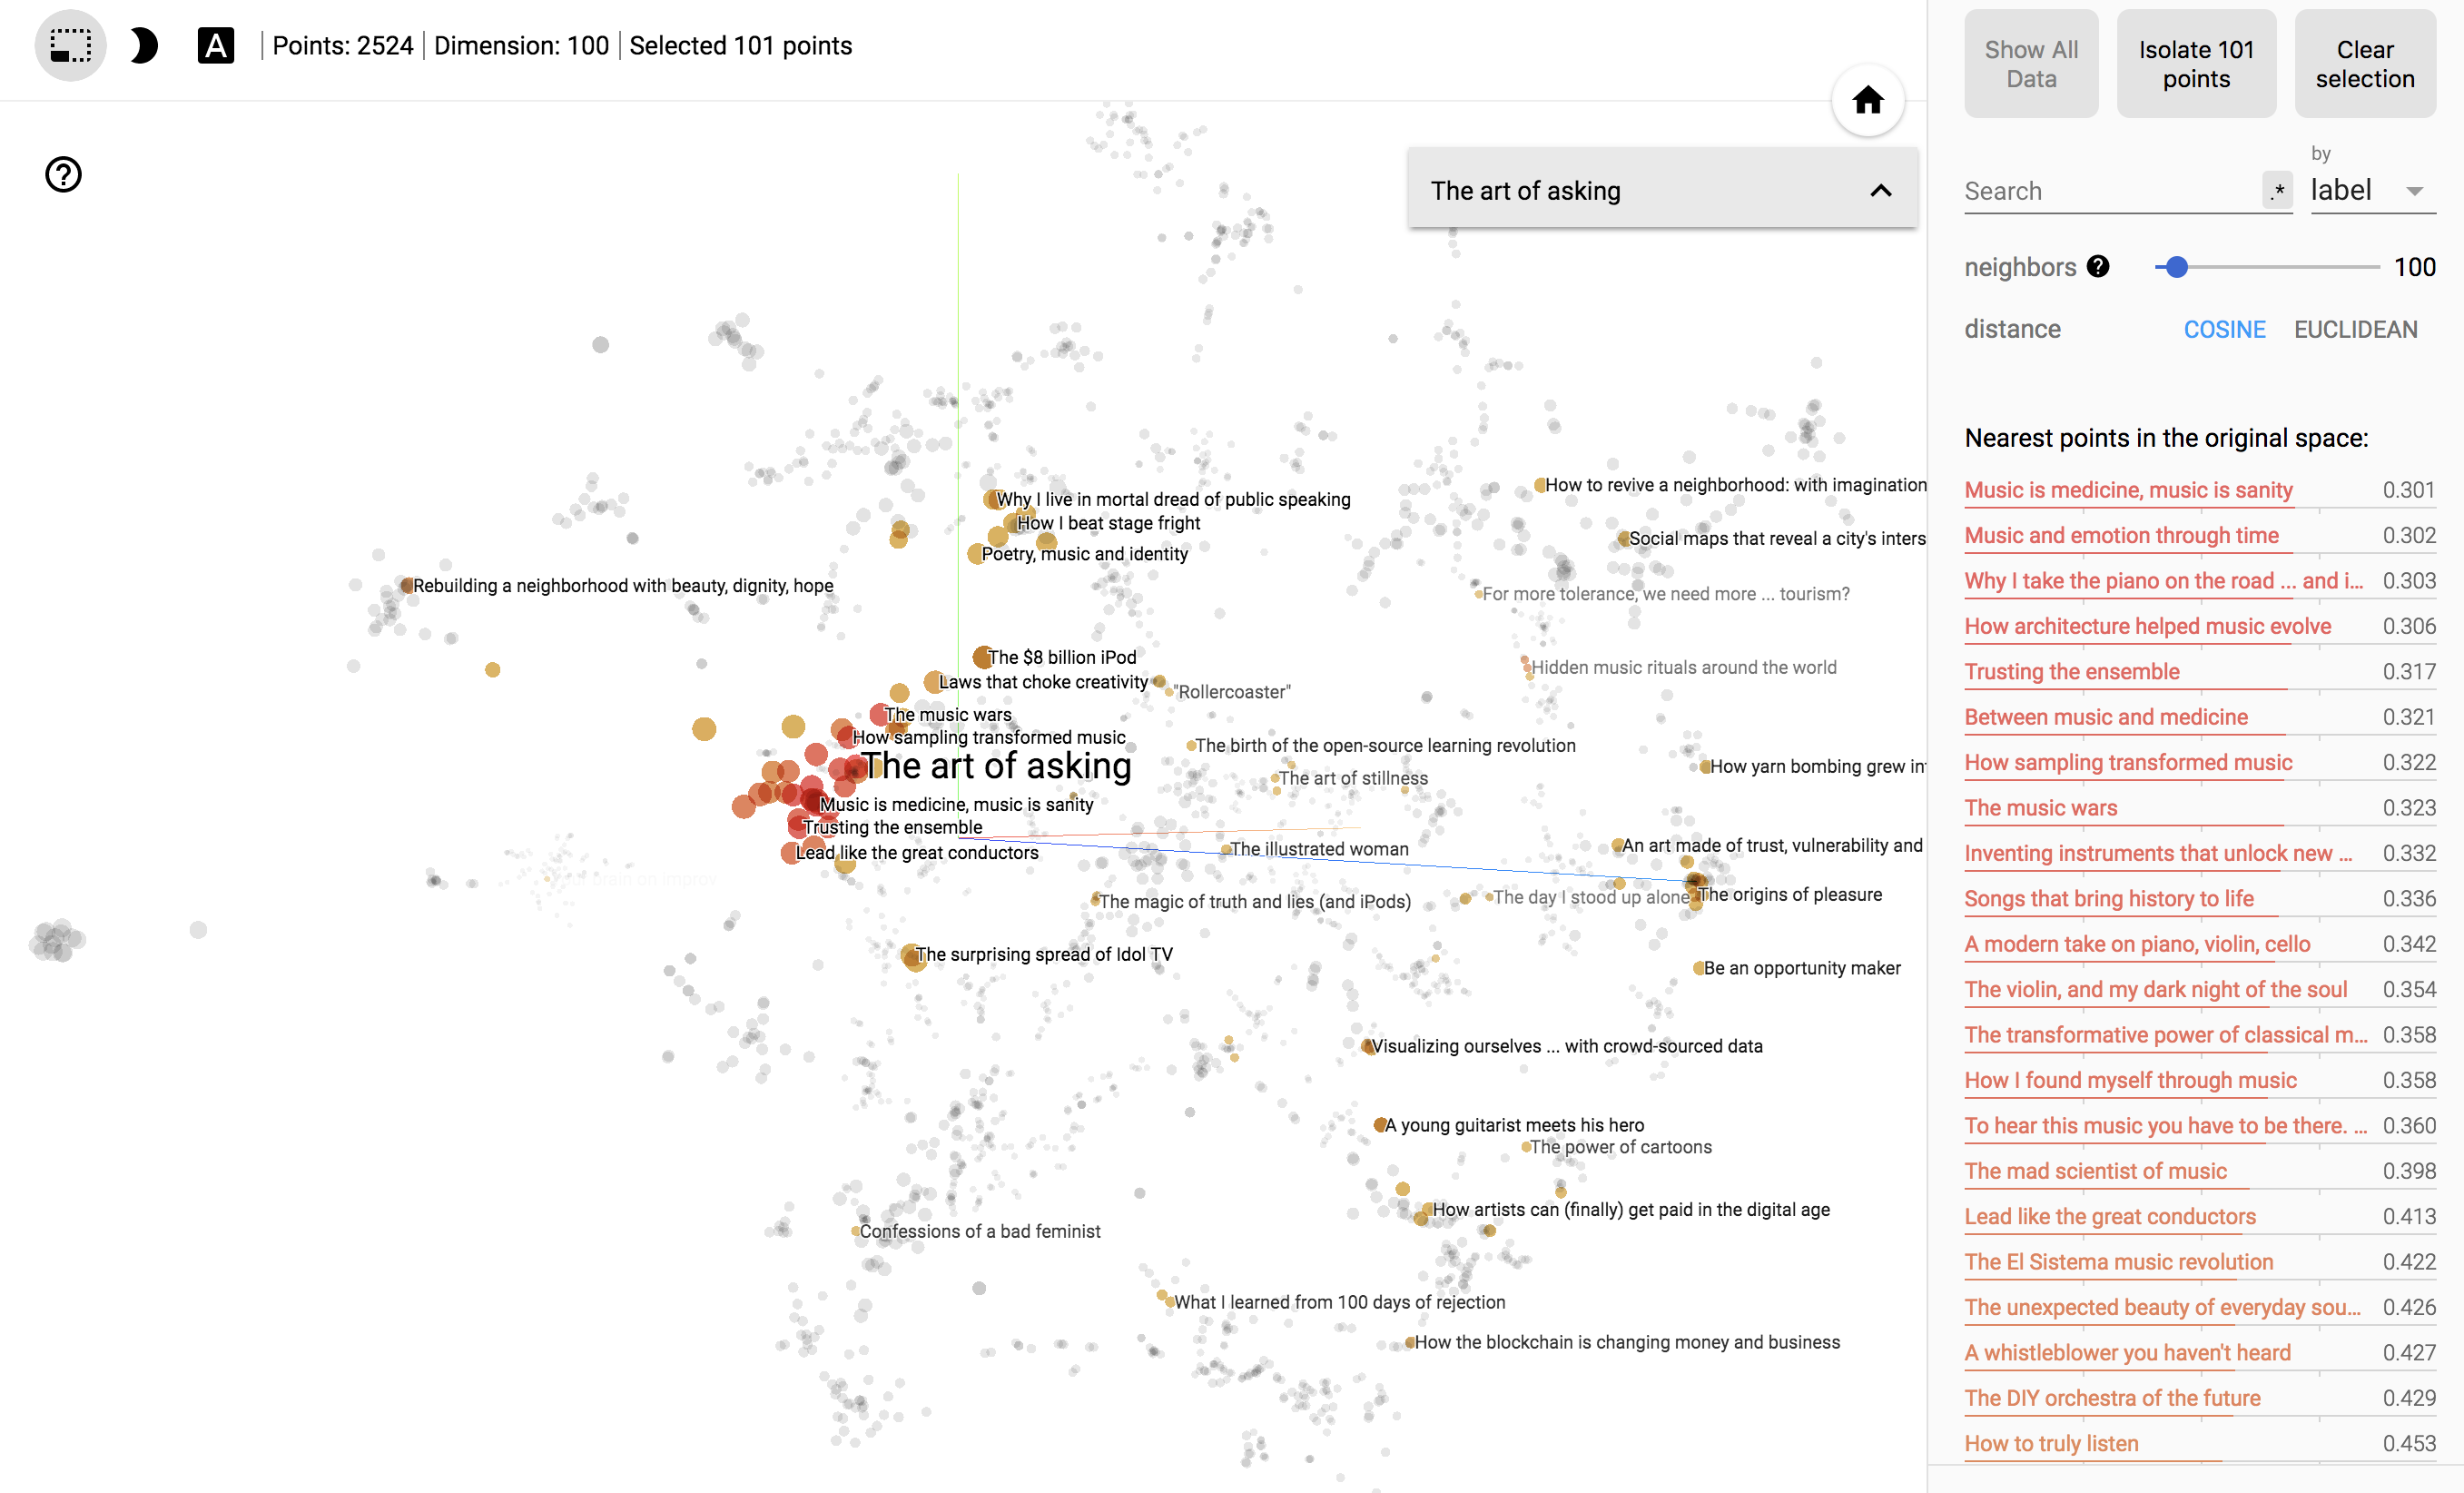 A
Points: 2524 | Dimension: 100 | Selected 101 points
Show All
Data
Isolate 101
points
Clear
selection
?
The art of asking
Search
.*
by
label
neighbors ? 100
distance COSINE EUCLIDEAN
Nearest points in the original space:
Music is medicine, music is sanity 0.301
Music and emotion through time 0.302
Why I take the piano on the road ... and i... 0.303
How architecture helped music evolve 0.306
Trusting the ensemble 0.317
Between music and medicine 0.321
How sampling transformed music 0.322
The music wars 0.323
Inventing instruments that unlock new ... 0.332
Songs that bring history to life 0.336
A modern take on piano, violin, cello 0.342
The violin, and my dark night of the soul 0.354
The transformative power of classical m... 0.358
How I found myself through music 0.358
To hear this music you have to be there. ... 0.360
The mad scientist of music 0.398
Lead like the great conductors 0.413
The El Sistema music revolution 0.422
The unexpected beauty of everyday sou... 0.426
A whistleblower you haven't heard 0.427
The DIY orchestra of the future 0.429
How to truly listen 0.453
How to revive a neighborhood: with imagination
Why I live in mortal dread of public speaking
How I beat stage fright
Social maps that reveal a city's inters
Poetry, music and identity
Rebuilding a neighborhood with beauty, dignity, hope
For more tolerance, we need more ... tourism?
The $8 billion iPod
Hidden music rituals around the world
Laws that choke creativity
"Rollercoaster"
The music wars
How sampling transformed music
The birth of the open-source learning revolution
The art of asking
How yarn bombing grew in
The art of stillness
Music is medicine, music is sanity
Trusting the ensemble
An art made of trust, vulnerability and
The illustrated woman
Lead like the great conductors
brain on improv
The origins of pleasure
The day I stood up alone
The magic of truth and lies (and iPods)
The surprising spread of Idol TV
Be an opportunity maker
Visualizing ourselves ... with crowd-sourced data
A young guitarist meets his hero
The power of cartoons
How artists can (finally) get paid in the digital age
Confessions of a bad feminist
What I learned from 100 days of rejection
How the blockchain is changing money and business